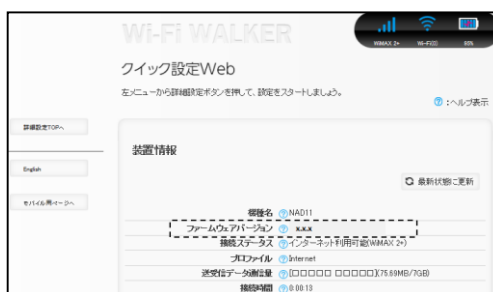 Wi-Fi WALKER
WiMAX 2+ Wi-Fi(0) 80%
クイック設定Web
左メニューから詳細設定ボタンを押して、設定をスタートしましょう。
?:ヘルプ表示
詳細設定TOPへ
装置情報
English
最新状態に更新
モバイル用ページへ
機種名 ?NAD11
ファームウェアバージョン ? x.x.x
接続ステータス ?インターネット利用可能(WiMAX 2+)
プロファイル ?Internet
送受信データ通信量 ?[□□□□□ □□□□□](75.69MB/7GB)
接続時間 ?0:00:13